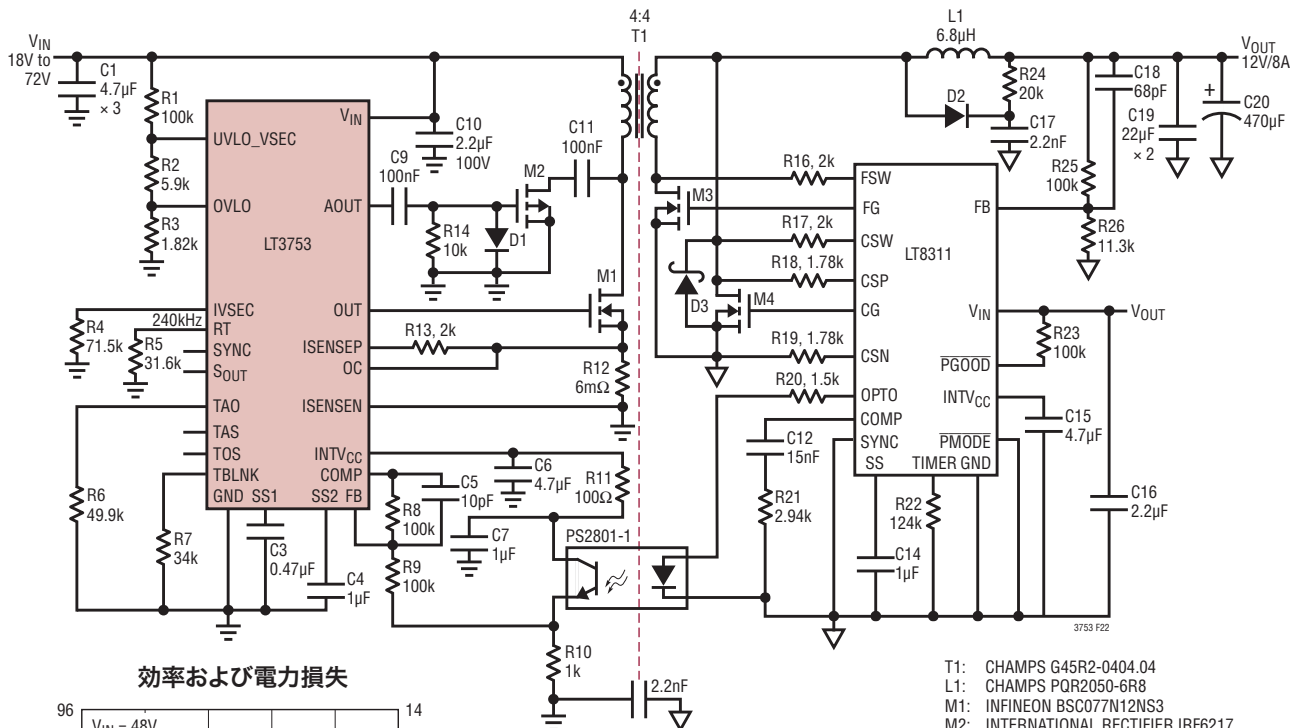 4:4
T1
L1
6.8µH
VIN
18V to
72V
C1
4.7µF
× 3
R1
100k
R2
5.9k
R3
1.82k
UVLO_VSEC
OVLO
LT3753
IVSEC
240kHz
RT
SYNC
SOUT
TAO
TAS
TOS
TBLNK
GND SS1 SS2 FB
VIN
AOUT
OUT
ISENSEP
OC
ISENSEN
INTVCC
COMP
R4
71.5k
R5
31.6k
R6
49.9k
R7
34k
C3
0.47µF
C4
1µF
C10
2.2µF
100V
C9
100nF
M2
C11
100nF
R14
10k
D1
M1
R13, 2k
R12
6mΩ
C6
4.7µF
R11
100Ω
R8
100k
C5
10pF
C7
1µF
R9
100k
PS2801-1
R10
1k
2.2nF
R24
20k
D2
C17
2.2nF
C18
68pF
C19
22µF
× 2
VOUT
12V/8A
+
C20
470µF
R25
100k
R26
11.3k
R16, 2k
M3
R17, 2k
R18, 1.78k
D3
M4
R19, 1.78k
R20, 1.5k
FSW
FG
CSW
CSP
CG
CSN
OPTO
COMP
SYNC
SS
TIMER GND
LT8311
FB
VIN
PGOOD
INTVCC
PMODE
VOUT
R23
100k
C15
4.7µF
C16
2.2µF
C12
15nF
R21
2.94k
R22
124k
C14
1µF
3753 F22
効率および電力損失
96
VIN = 48V
14
T1: CHAMPS G45R2-0404.04
L1: CHAMPS PQR2050-6R8
M1: INFINEON BSC077N12NS3
M2: INTERNATIONAL RECTIFIER IRF6217